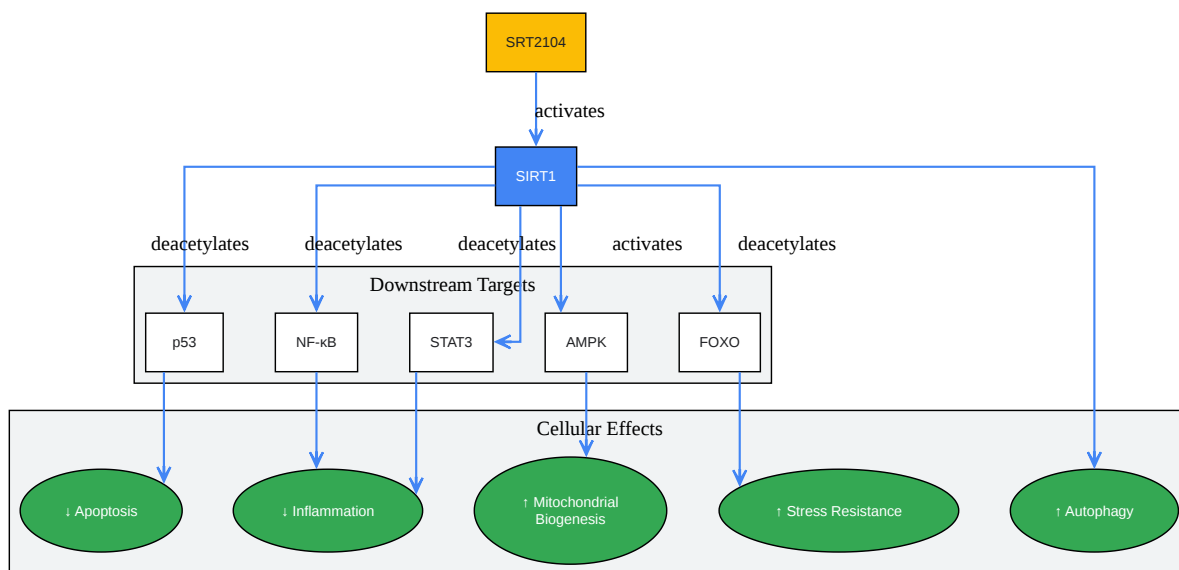 SRT2104
activates
SIRT1
deacetylates
deacetylates
deacetylates
activates
deacetylates
Downstream Targets
p53
NF-κB
STAT3
AMPK
FOXO
Cellular Effects
↓ Apoptosis
↓ Inflammation
↑ Mitochondrial
Biogenesis
↑ Stress Resistance
↑ Autophagy